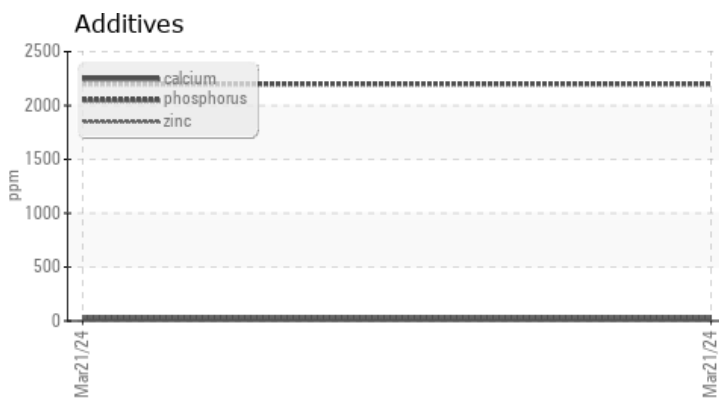 Additives
2500
calcium
phosphorus
zinc
2000
1500
1000
500
0
ppm
Mar21/24
Mar21/24